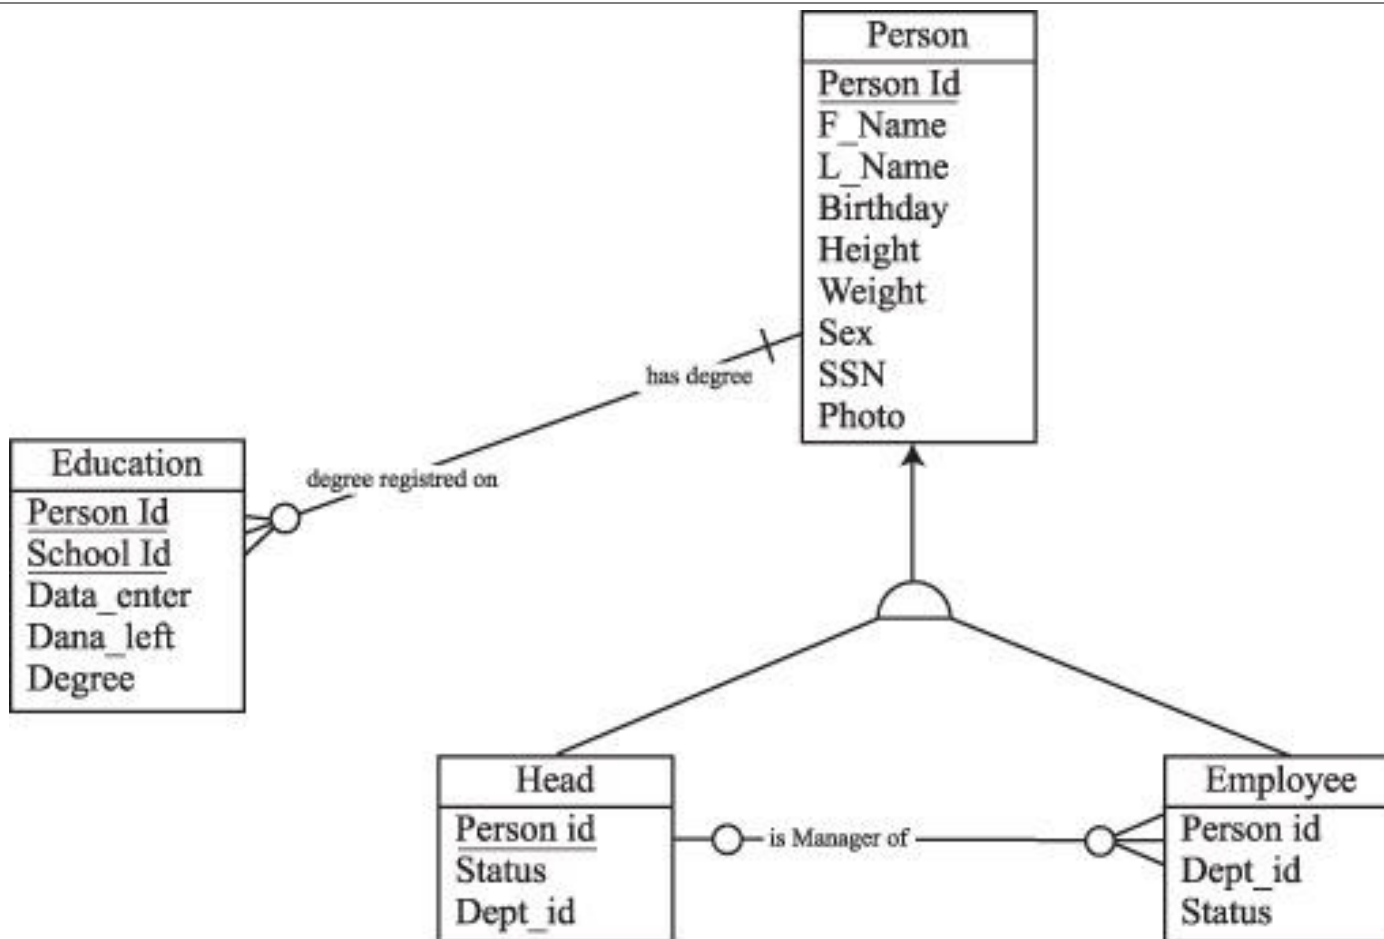 Person
Person Id
F_Name
L_Name
Birthday
Height
Weight
Sex
SSN
Photo
has degree
degree registred on
Education
Person Id
School Id
Data_enter
Dana_left
Degree
Head
Person id
Status
Dept_id
is Manager of
Employee
Person id
Dept_id
Status